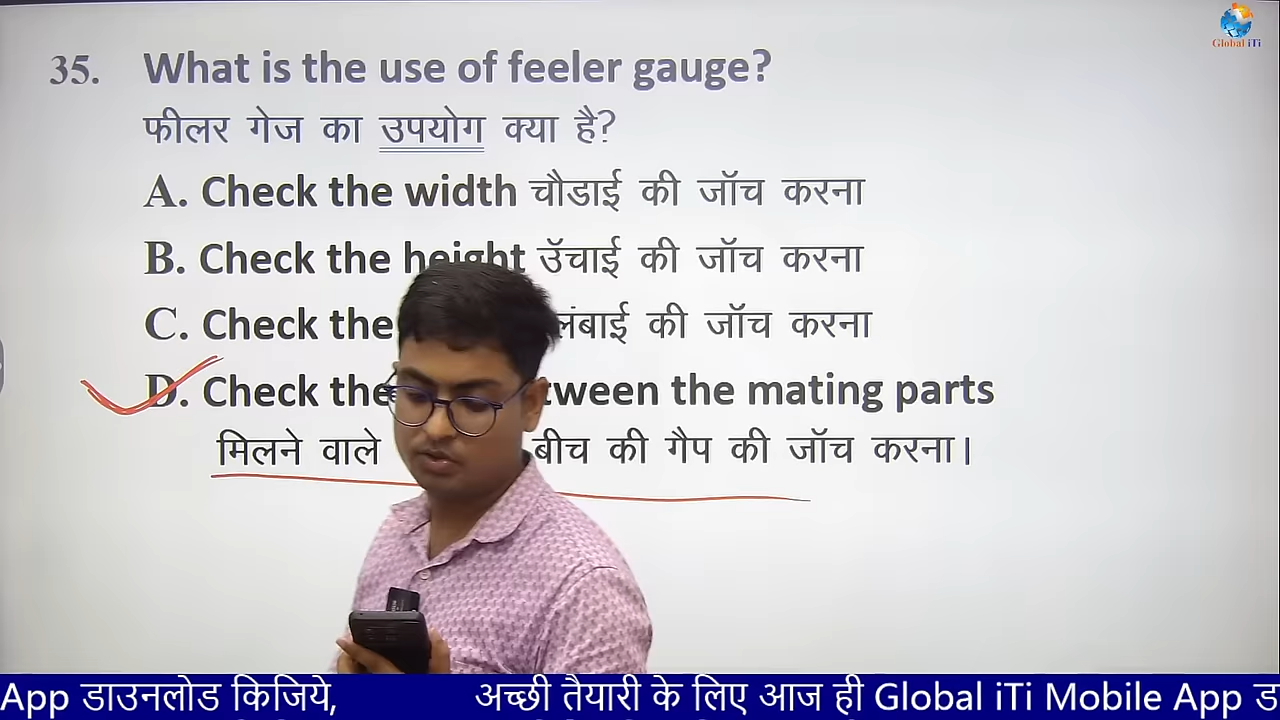 Global iTi
35. What is the use of feeler gauge?
फीलर गेज का उपयोग क्या है?
A. Check the width चौडाई की जॉच करना
B. Check the height उॅचाई की जॉच करना
C. Check the लंबाई की जॉच करना
D. Check the between the mating parts
मिलने वाले बीच की गैप की जॉच करना।
App डाउनलोड किजिये, अच्छी तैयारी के लिए आज ही Global iTi Mobile App